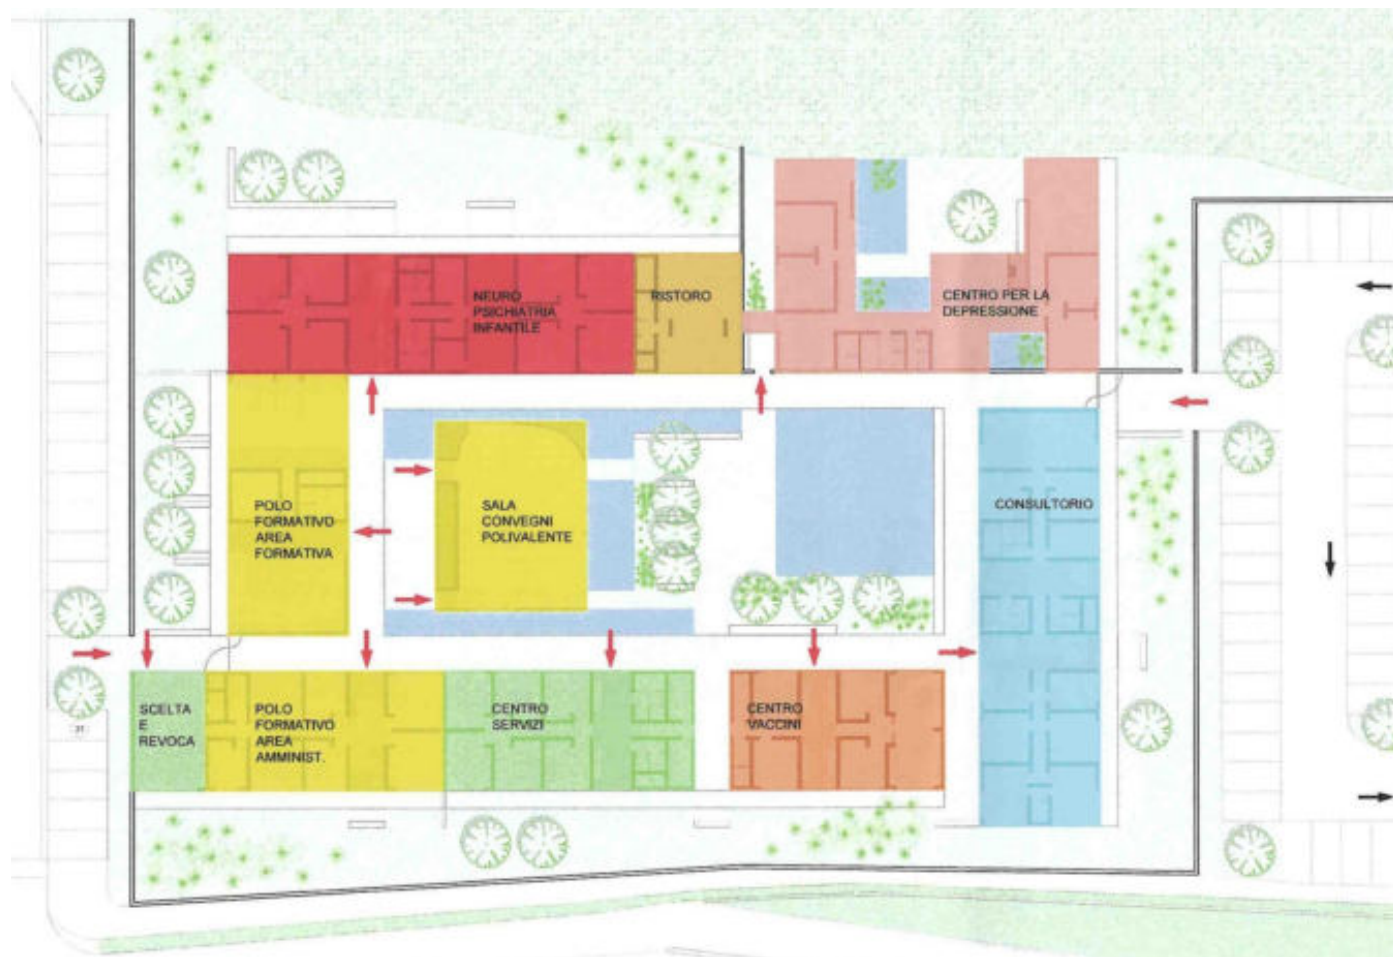 NEURO
PSICHIATRIA
INFANTILE
RISTORO
CENTRO PER LA
DEPRESSIONE
POLO
FORMATIVO
AREA
FORMATIVA
SALA
CONVEGNI
POLIVALENTE
CONSULTORIO
SCELTA
E
REVOCA
POLO
FORMATIVO
AREA
AMMINIST.
CENTRO
SERVIZI
CENTRO
VACCINI